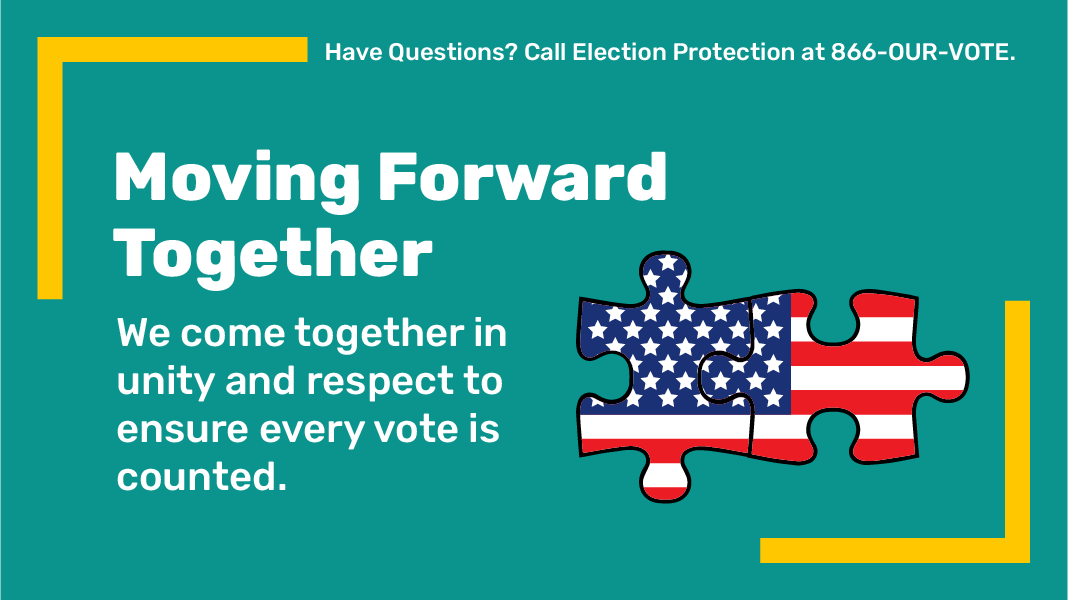 Have Questions? Call Election Protection at 866-OUR-VOTE.
Moving Forward
Together
We come together in
unity and respect to
ensure every vote is
counted.